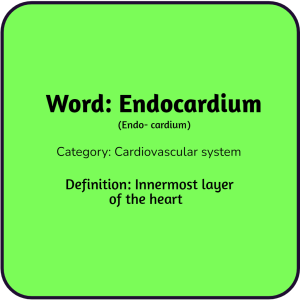 Word: Endocardium
(Endo- cardium)
Category: Cardiovascular system
Definition: Innermost layer
of the heart